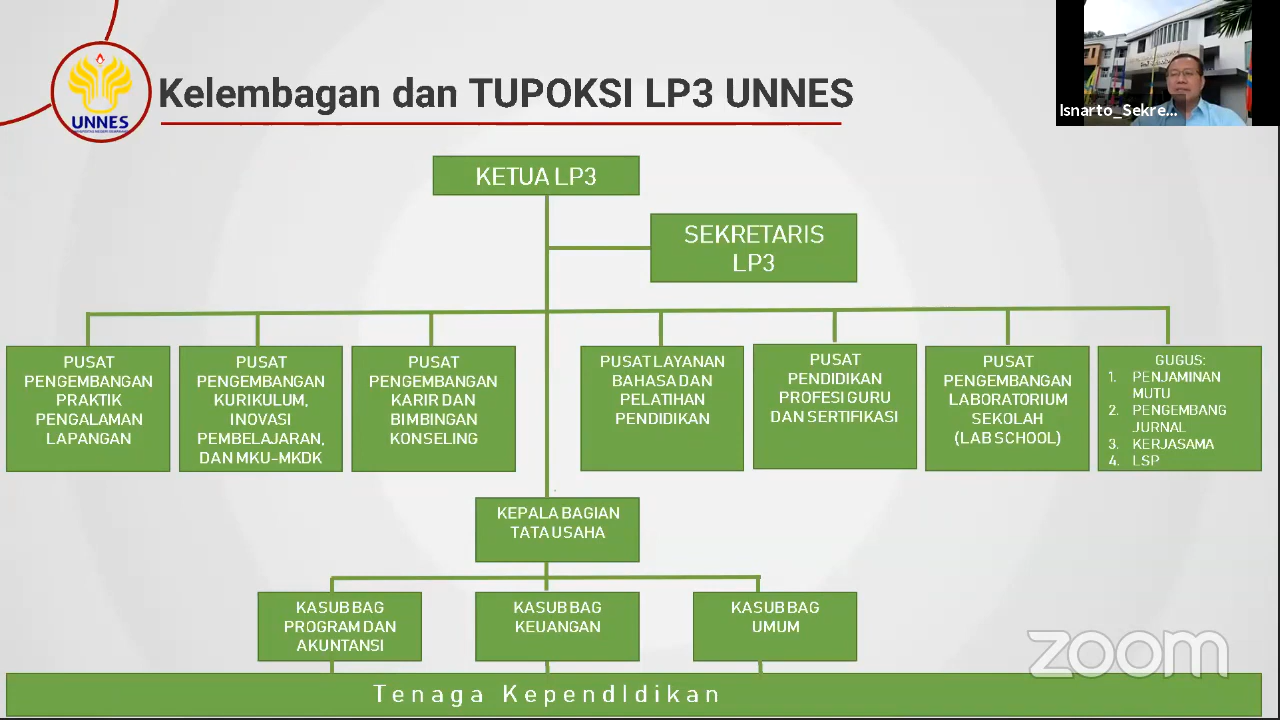 Kelembagan dan TUPOKSI LP3 UNNES
UNNES
Isnarto_Sekre...
KETUA LP3
SEKRETARIS
LP3
PUSAT
PENGEMBANGAN
PRAKTIK
PENGALAMAN
LAPANGAN
PUSAT
PENGEMBANGAN
KURIKULUM,
INOVASI
PEMBELAJARAN,
DAN MKU-MKDK
PUSAT
PENGEMBANGAN
KARIR DAN
BIMBINGAN
KONSELING
PUSAT LAYANAN
BAHASA DAN
PELATIHAN
PENDIDIKAN
PUSAT
PENDIDIKAN
PROFESI GURU
DAN SERTIFIKASI
PUSAT
PENGEMBANGAN
LABORATORIUM
SEKOLAH
(LAB SCHOOL)
GUGUS:
1. PENJAMINAN
MUTU
2. PENGEMBANG
JURNAL
3. KERJASAMA
4. LSP
KEPALA BAGIAN
TATA USAHA
KASUB BAG
PROGRAM DAN
AKUNTANSI
KASUB BAG
KEUANGAN
KASUB BAG
UMUM
Tenaga KependIdikan
zoom